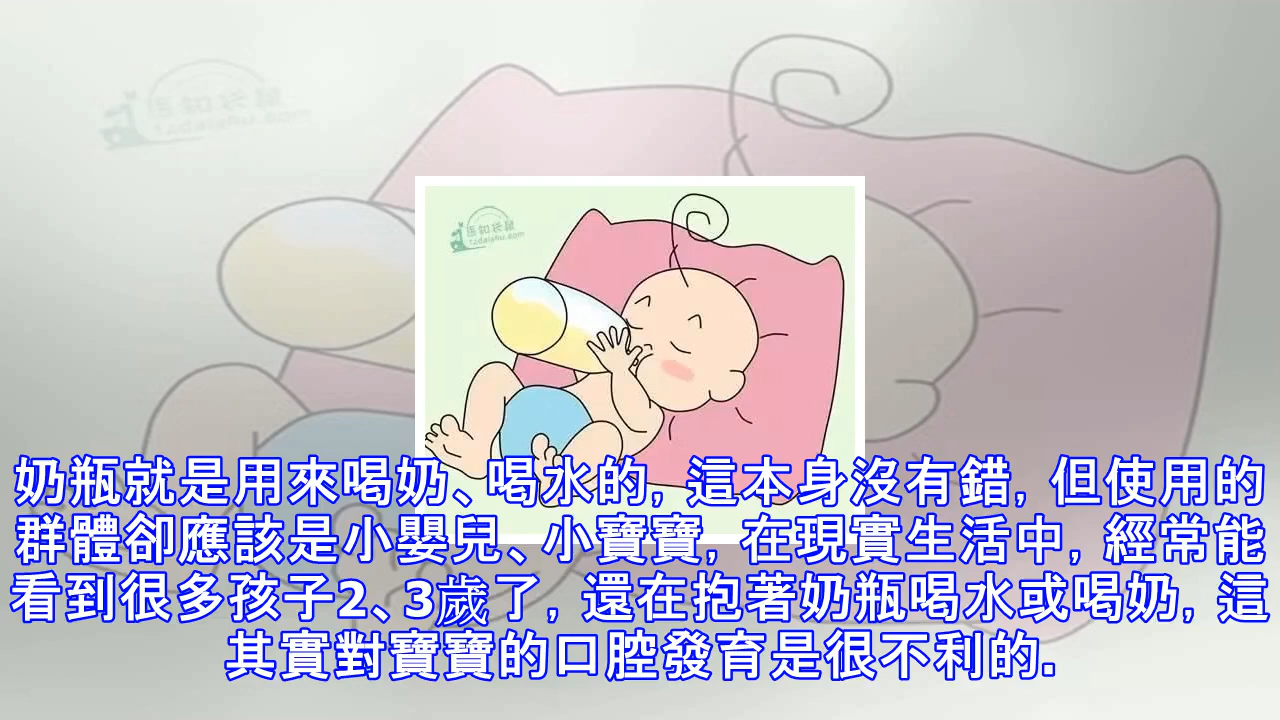 奶瓶就是用來喝奶、喝水的, 這本身沒有錯, 但使用的
群體卻應該是小嬰兒、小寶寶, 在現實生活中, 經常能
看到很多孩子2、3歲了, 還在抱著奶瓶喝水或喝奶, 這
其實對寶寶的口腔發育是很不利的.